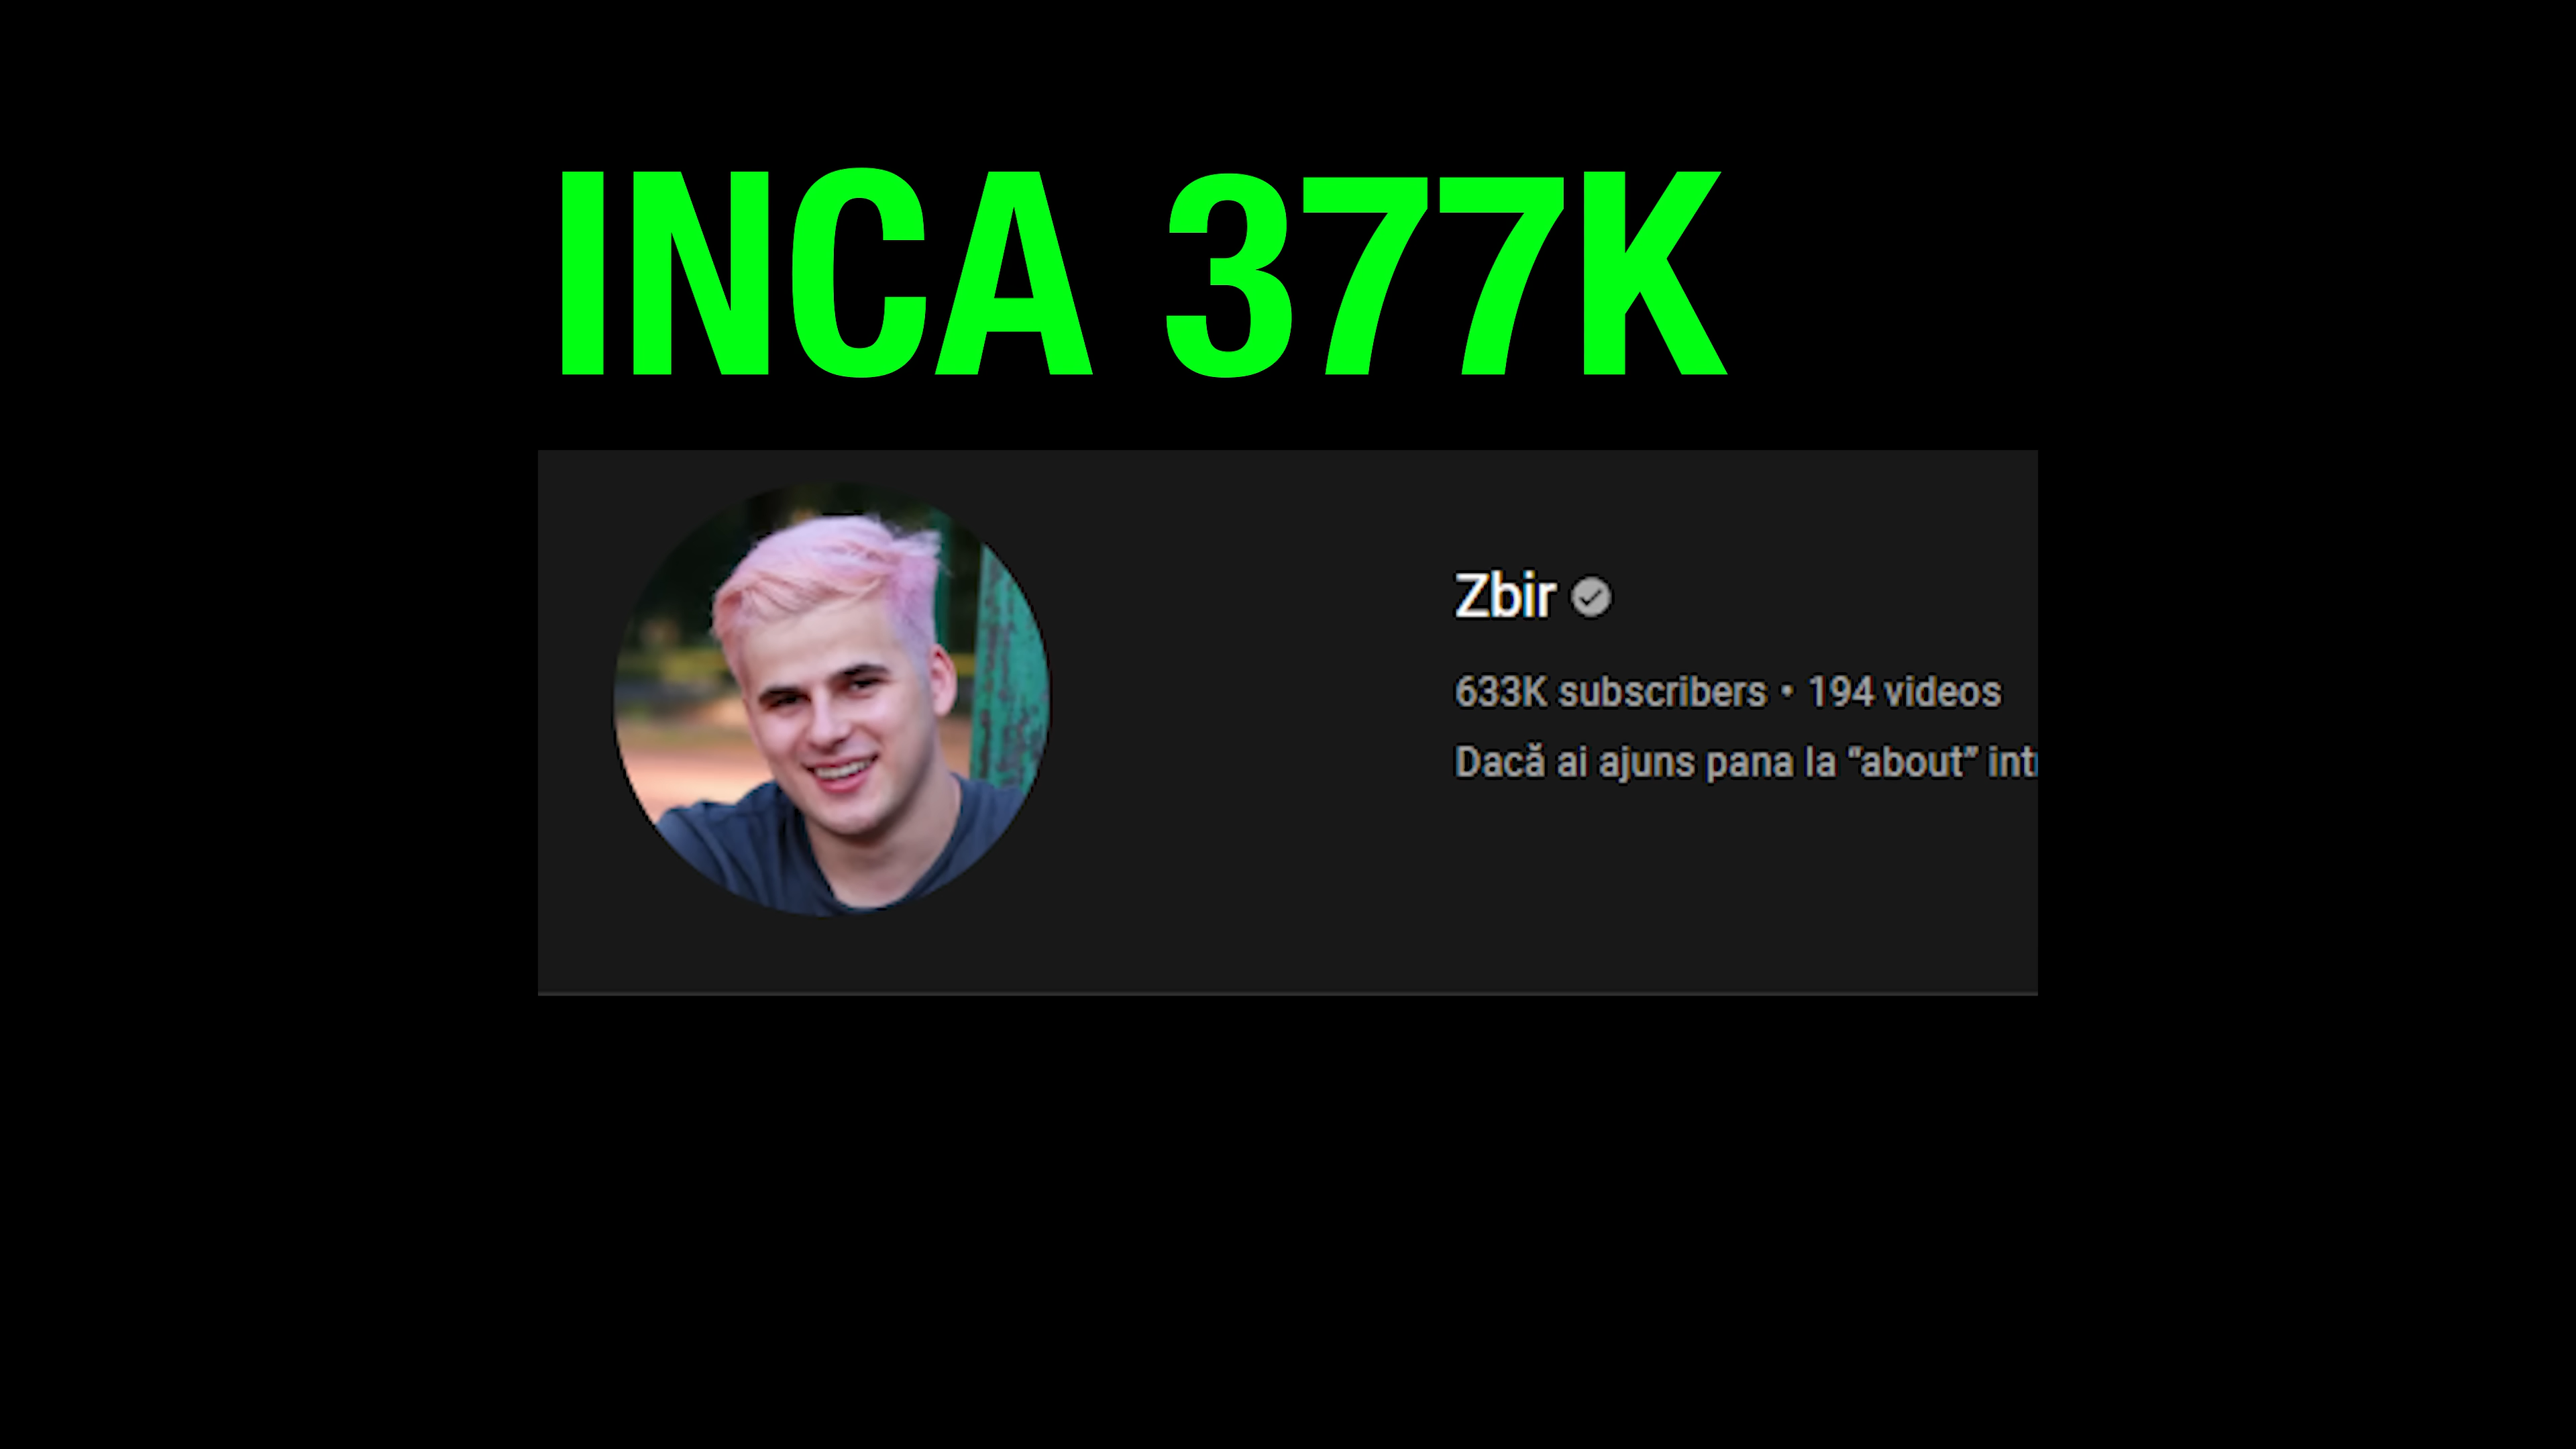 INCA 377K
Zbir
633K subscribers • 194 videos
Dacă ai ajuns pana la “about”